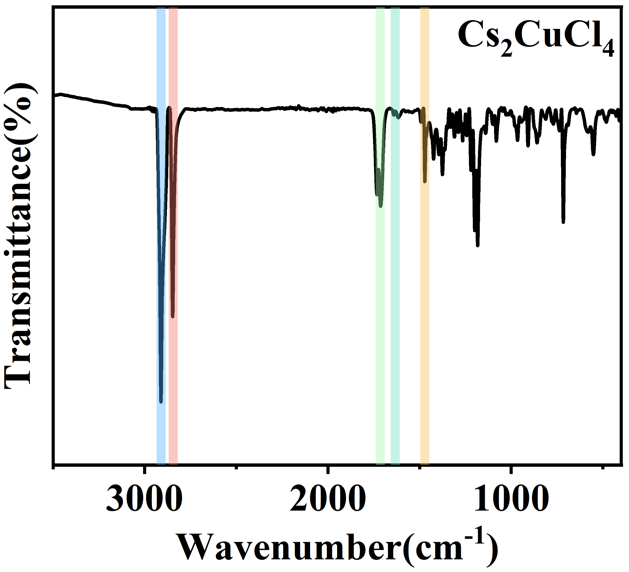 Cs₂CuCl₄
Transmittance(%)
3000 2000 1000
Wavenumber(cm⁻¹)